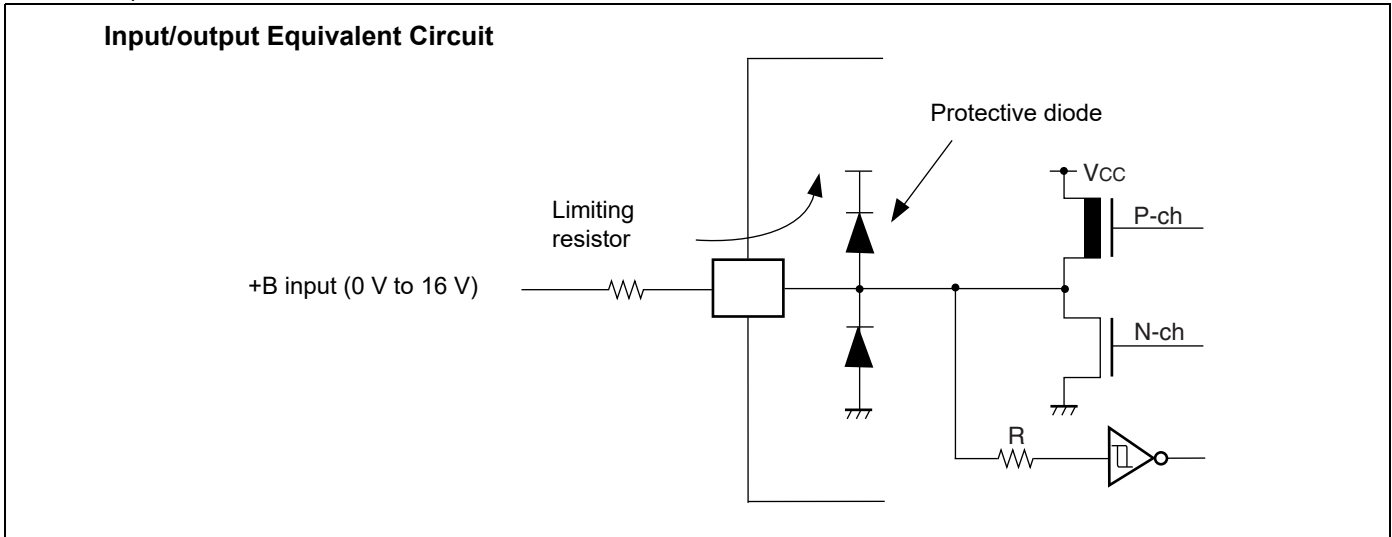 Input/output Equivalent Circuit
Protective diode
VCC
Limiting
resistor
P-ch
+B input (0 V to 16 V)
N-ch
R